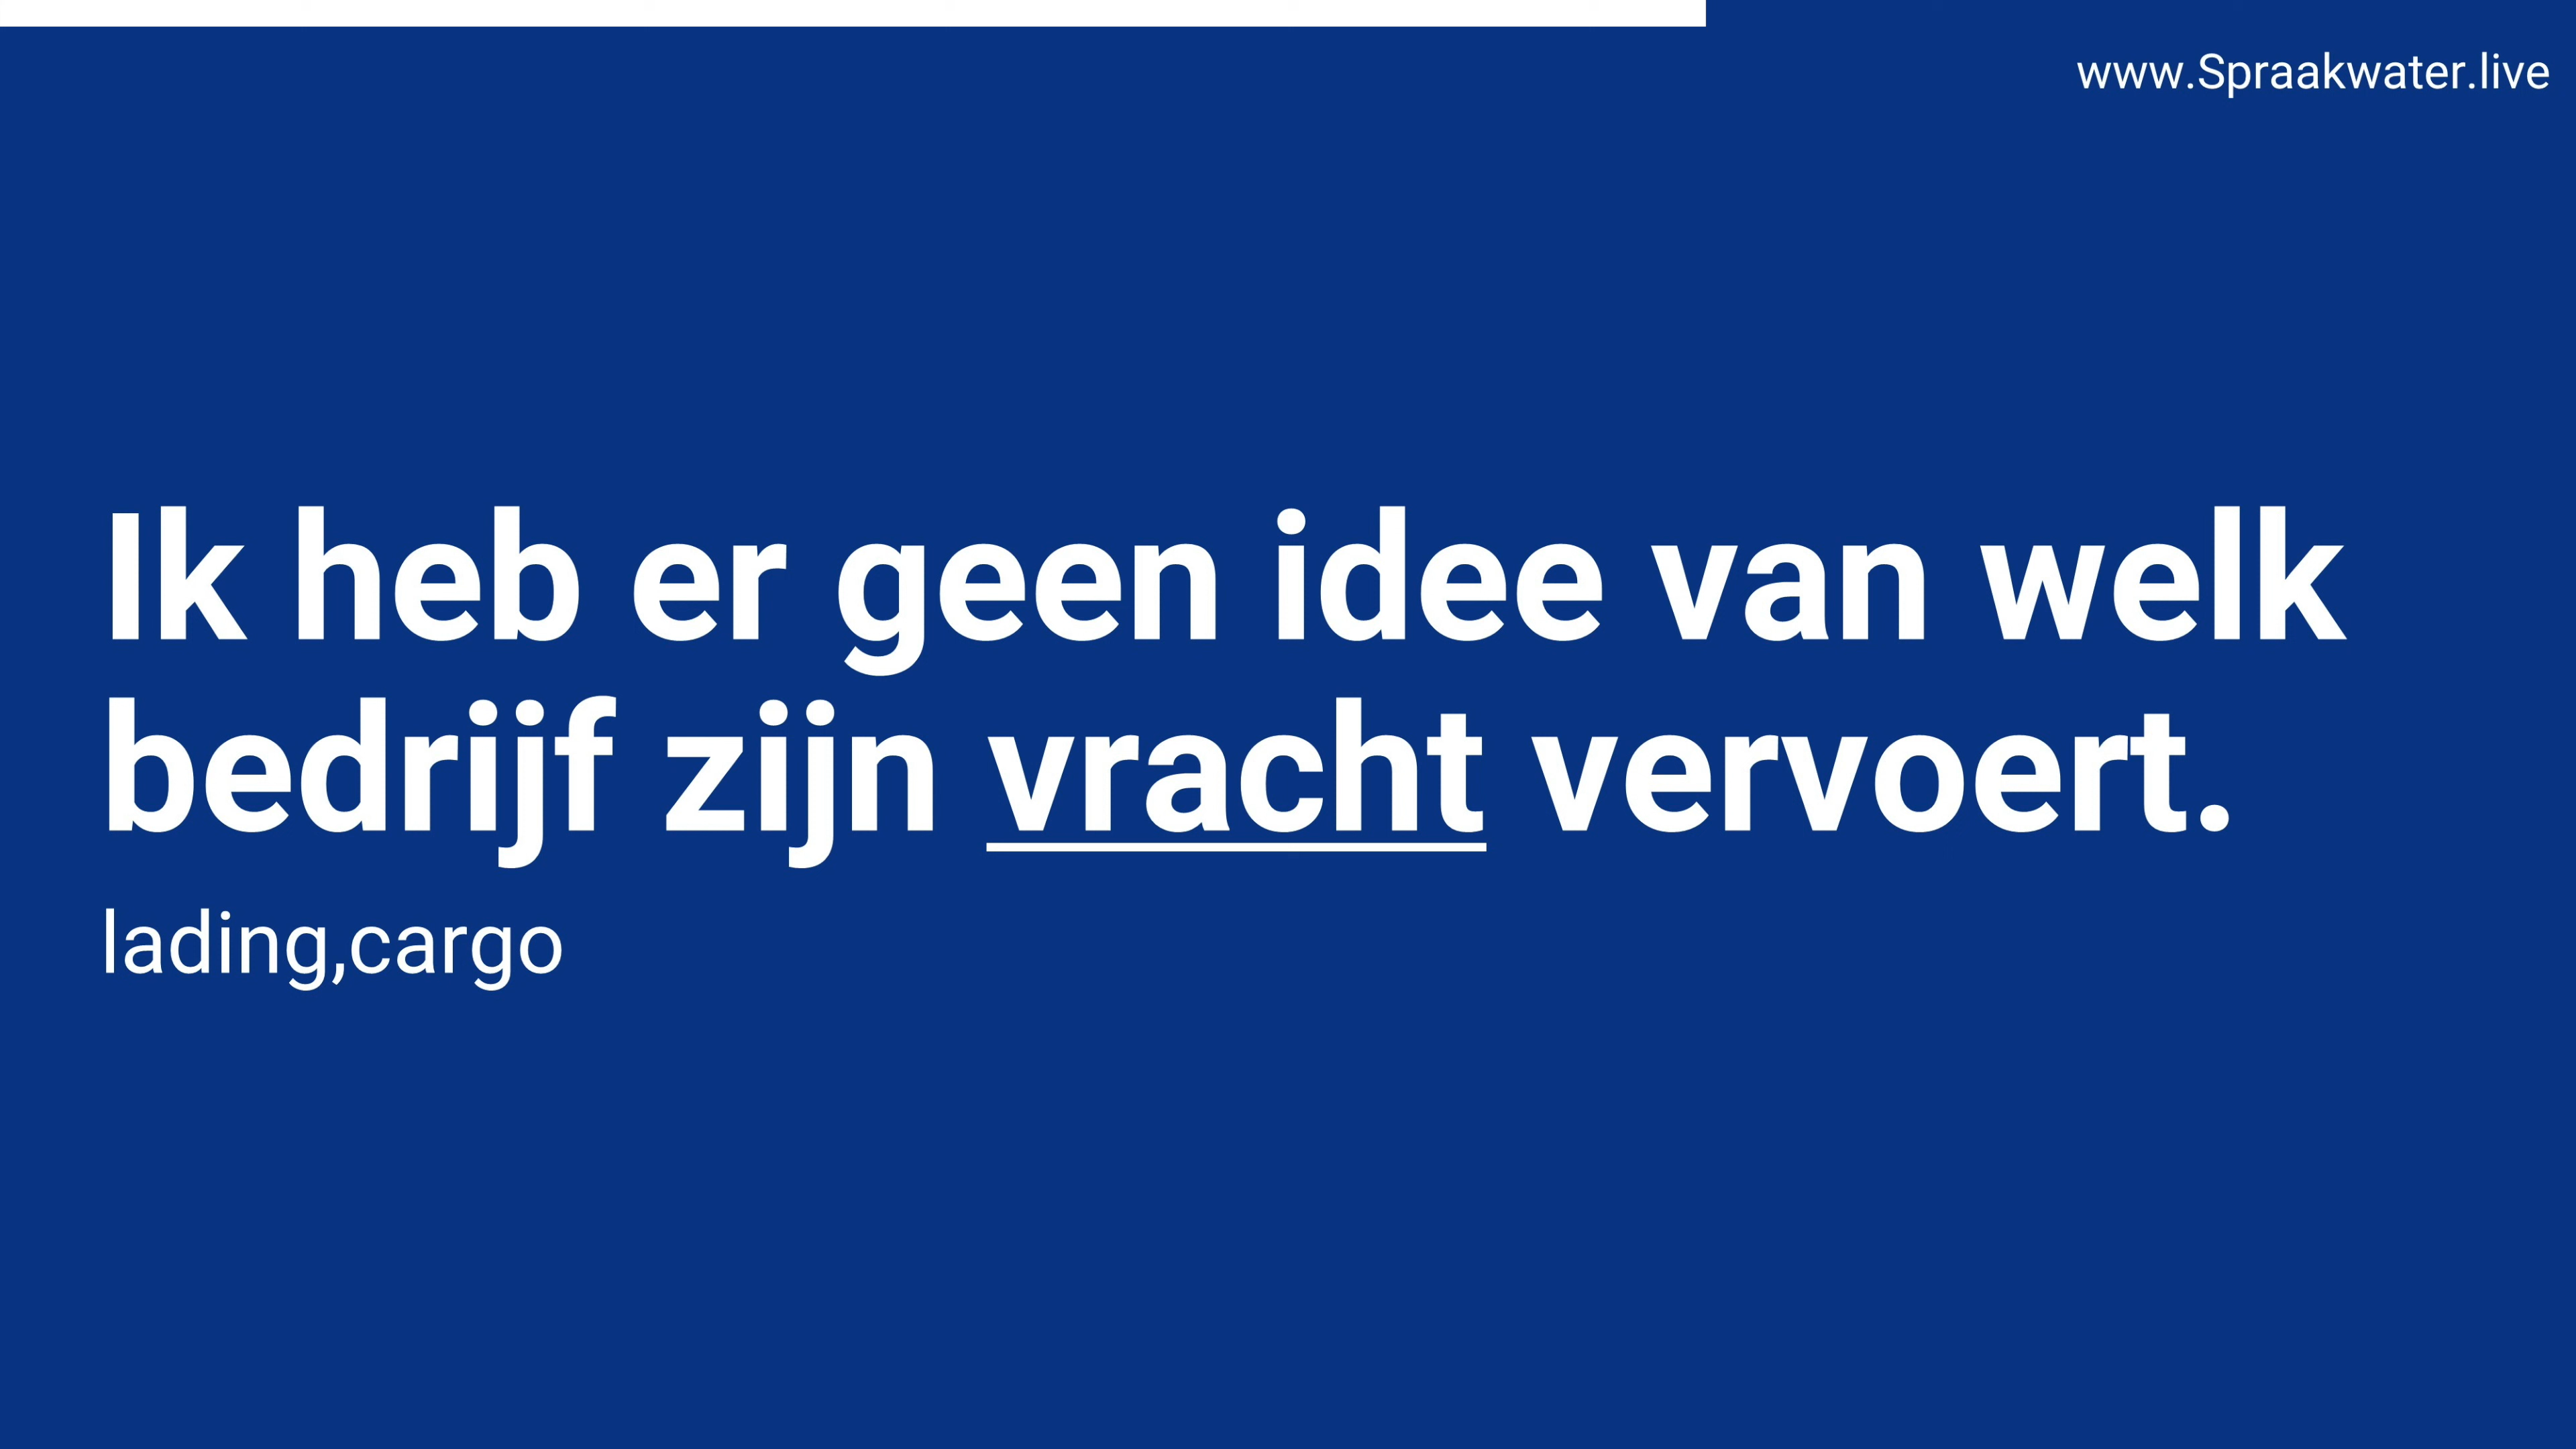 www.Spraakwater.live
Ik heb er geen idee van welk
bedrijf zijn vracht vervoert.
lading,cargo